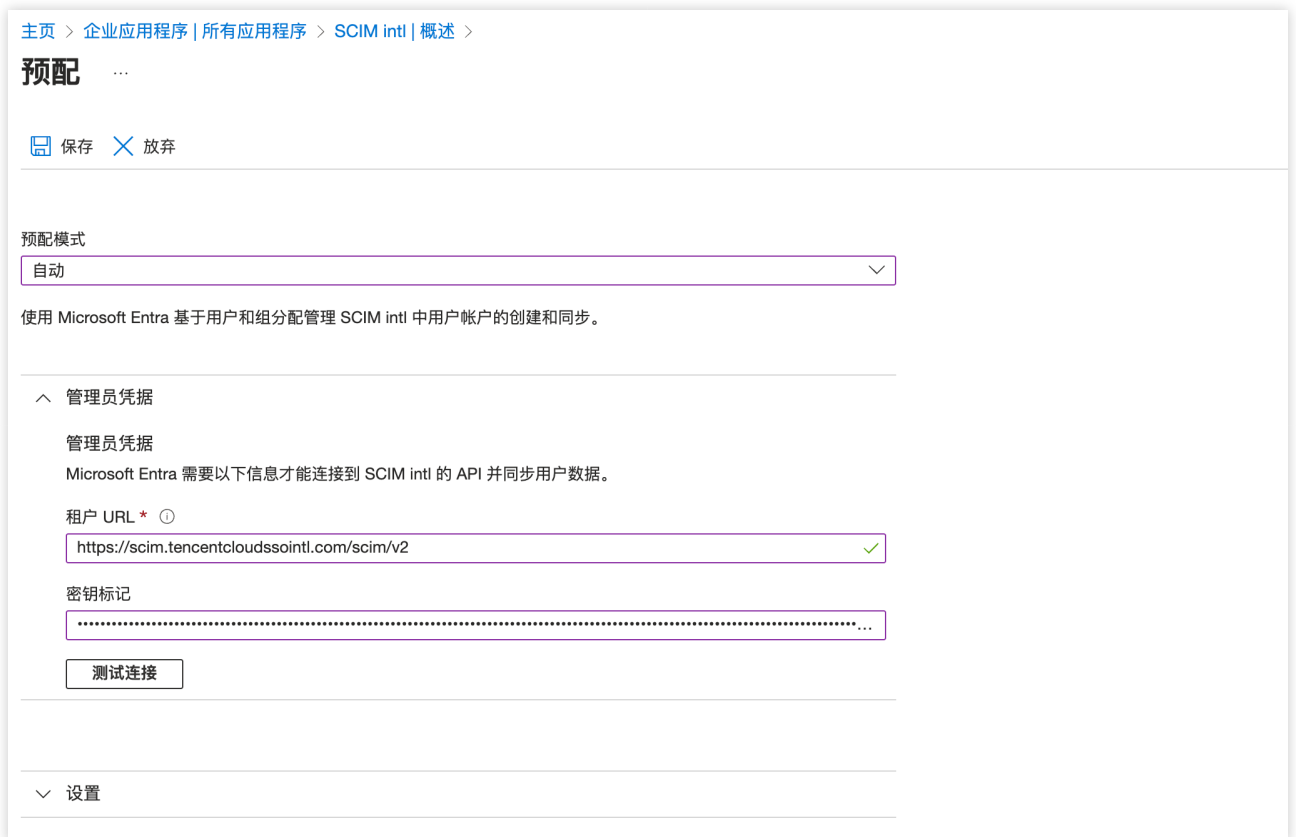 主页 > 企业应用程序 | 所有应用程序 > SCIM intl | 概述 >
预配 ...
保存 放弃
预配模式
自动
使用 Microsoft Entra 基于用户和组分配管理 SCIM intl 中用户帐户的创建和同步。
管理员凭据
管理员凭据
Microsoft Entra 需要以下信息才能连接到 SCIM intl 的 API 并同步用户数据。
租户 URL *
https://scim.tencentcloudssointl.com/scim/v2
密钥标记
测试连接
设置